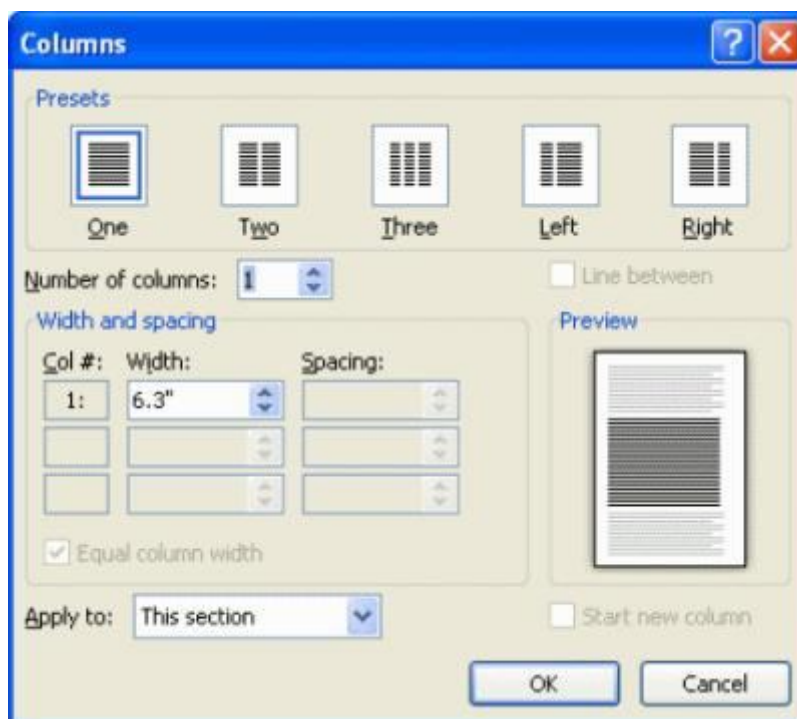 Columns
Presets
One Two Three Left Right
Number of columns: 1 Line between
Width and spacing Preview
Col #: Width: Spacing:
1: 6.3"
Equal column width
Apply to: This section Start new column
OK Cancel